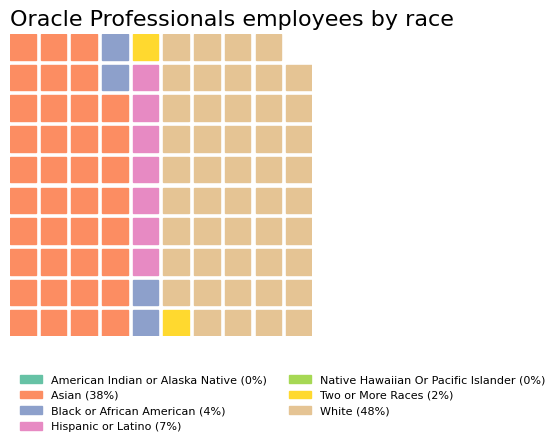 Oracle Professionals employees by race
American Indian or Alaska Native (0%)
Asian (38%)
Black or African American (4%)
Hispanic or Latino (7%)
Native Hawaiian Or Pacific Islander (0%)
Two or More Races (2%)
White (48%)